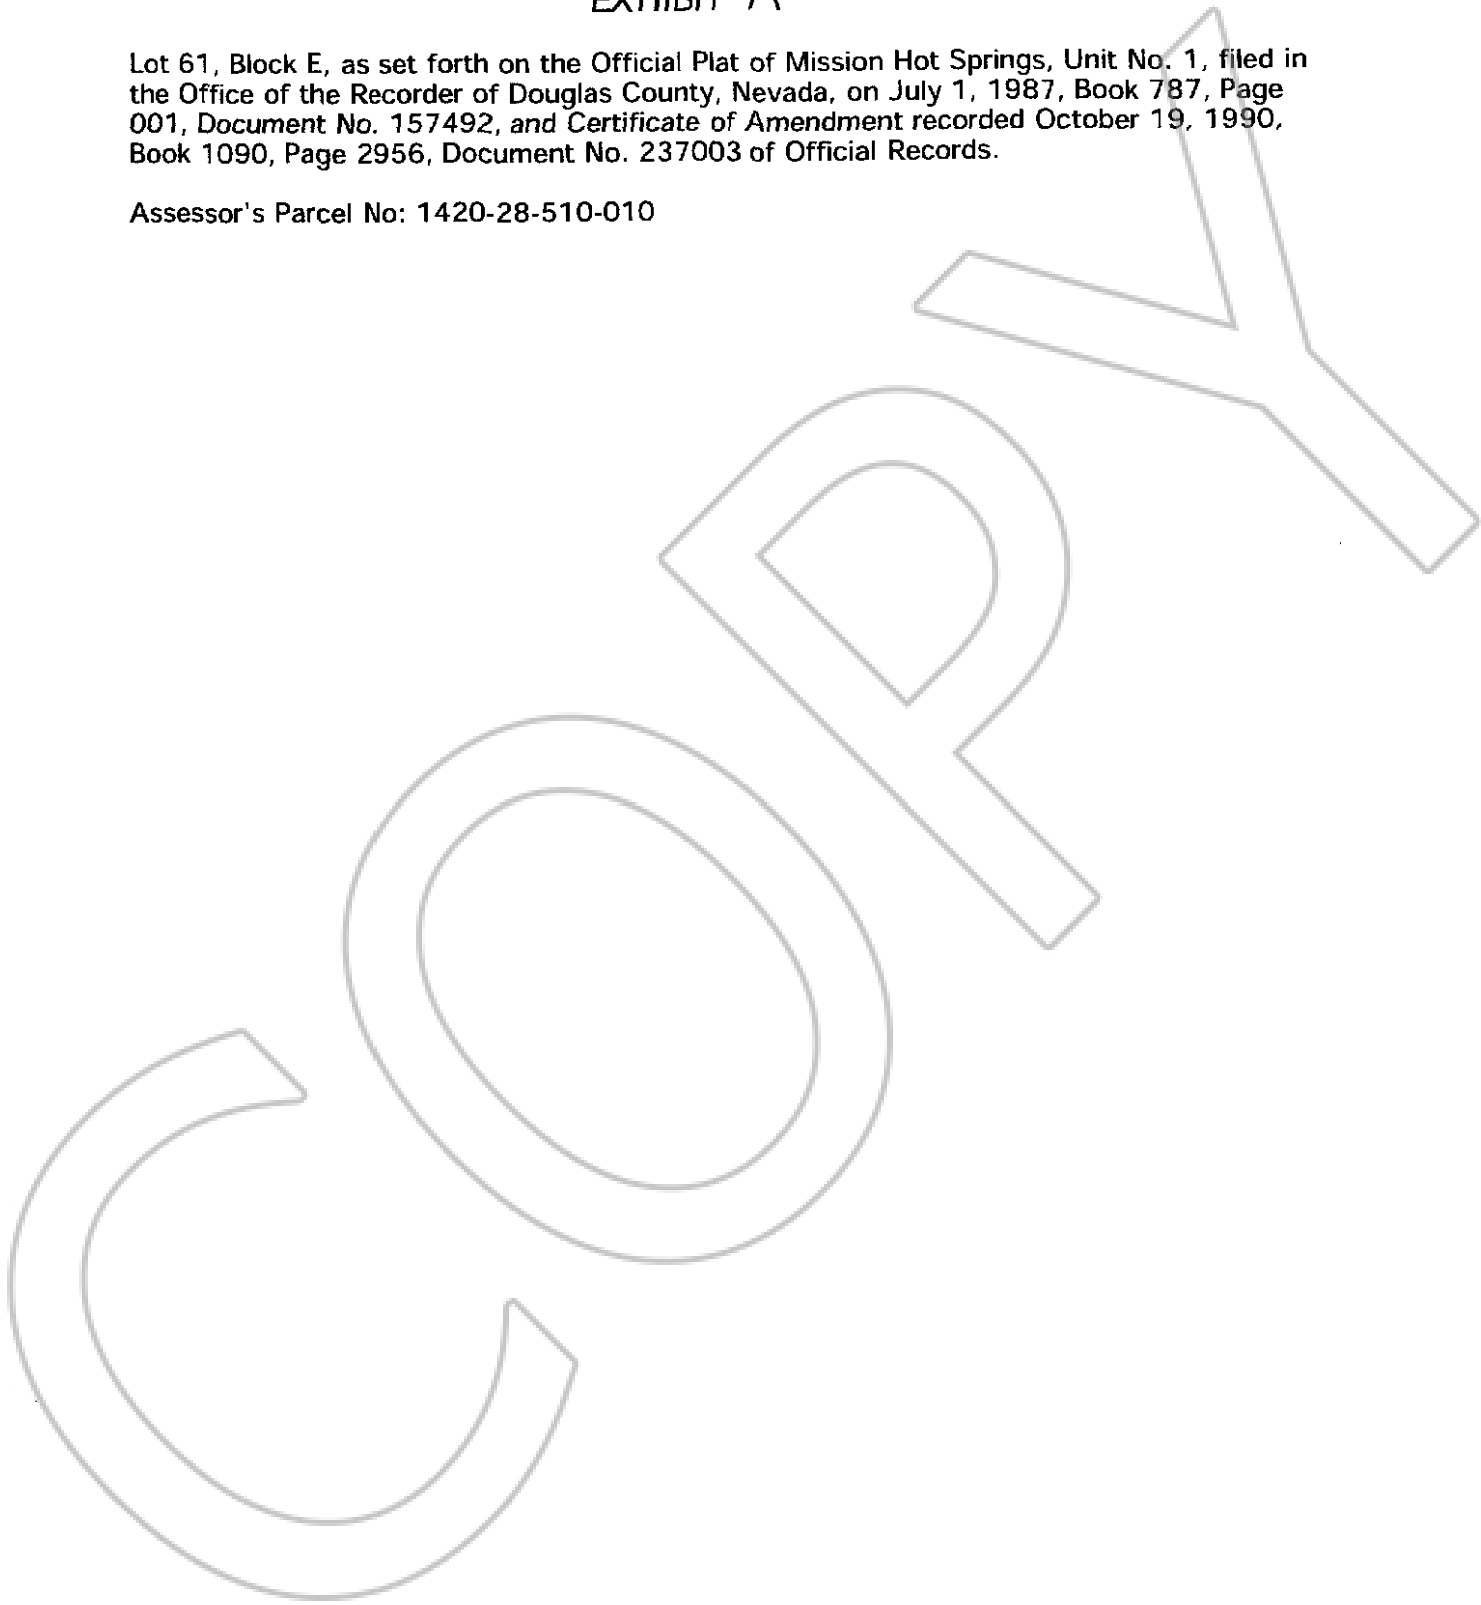 EXHIBIT A
Lot 61, Block E, as set forth on the Official Plat of Mission Hot Springs, Unit No. 1, filed in
the Office of the Recorder of Douglas County, Nevada, on July 1, 1987, Book 787, Page
001, Document No. 157492, and Certificate of Amendment recorded October 19, 1990,
Book 1090, Page 2956, Document No. 237003 of Official Records.
Assessor's Parcel No: 1420-28-510-010
COPY